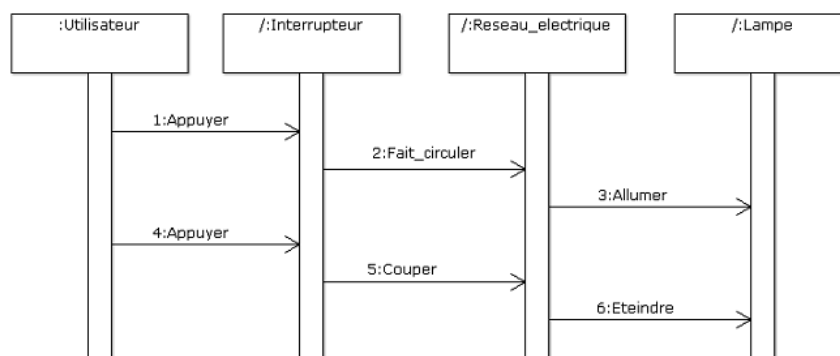 :Utilisateur
/:Interrupteur
/:Reseau_electrique
/:Lampe
1:Appuyer
2:Fait_circuler
3:Allumer
4:Appuyer
5:Couper
6:Eteindre